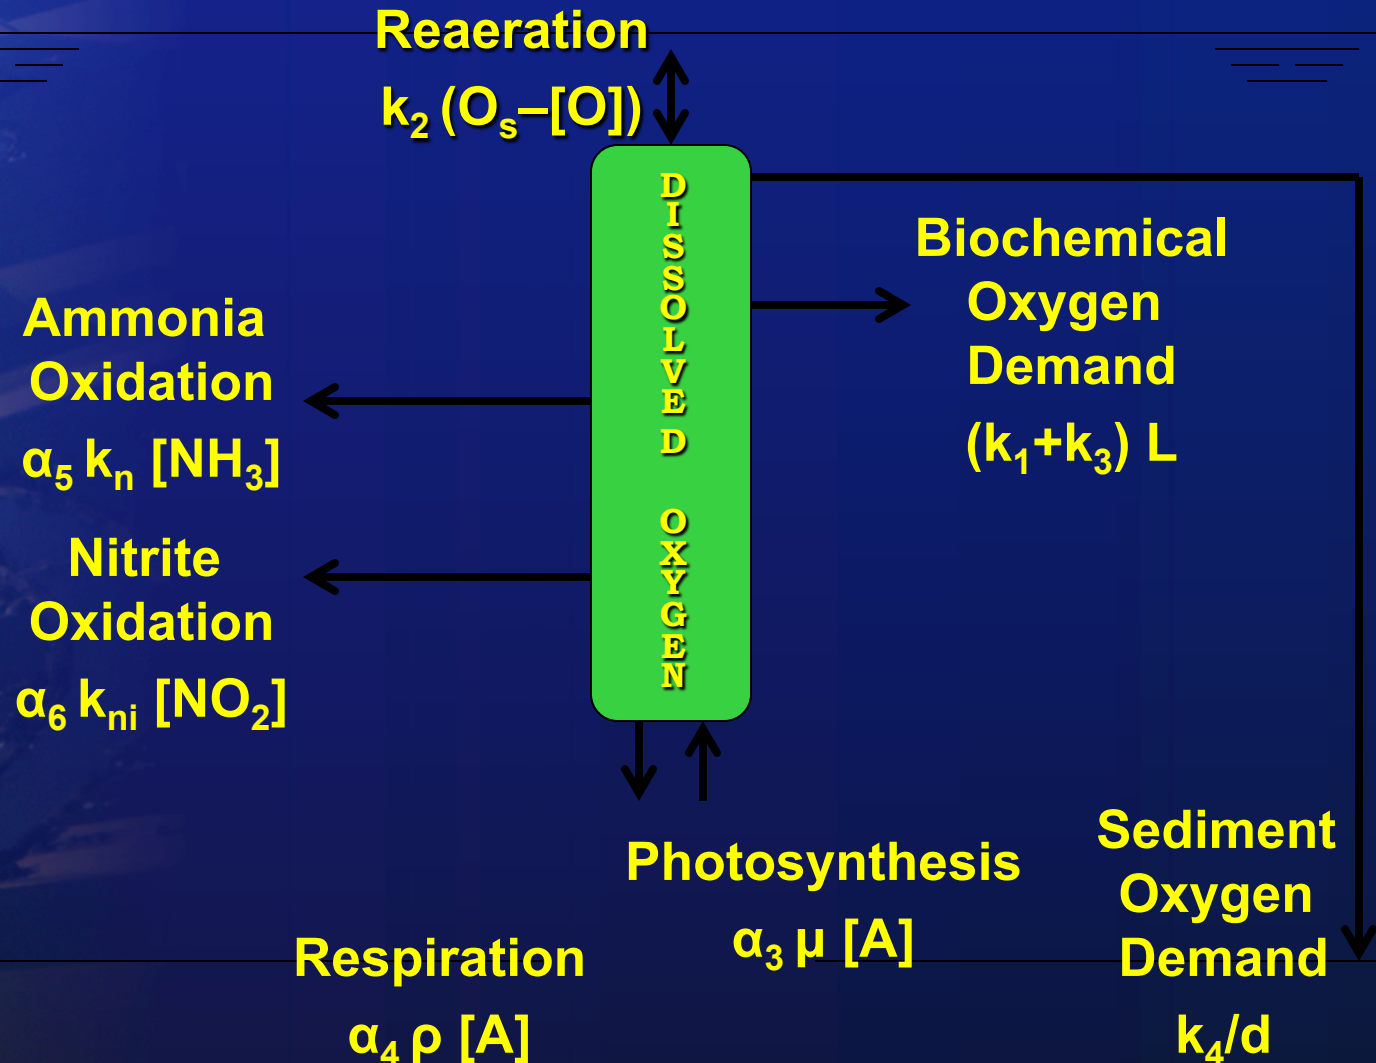 Reaeration
k₂ (Oₛ–[O])
DISSOLVED OXYGEN
Biochemical
Oxygen
Demand
(k₁+k₃) L
Ammonia
Oxidation
α₅ kₙ [NH₃]
Nitrite
Oxidation
α₆ kₙᵢ [NO₂]
Photosynthesis
α₃ μ [A]
Respiration
α₄ ρ [A]
Sediment
Oxygen
Demand
k₄/d